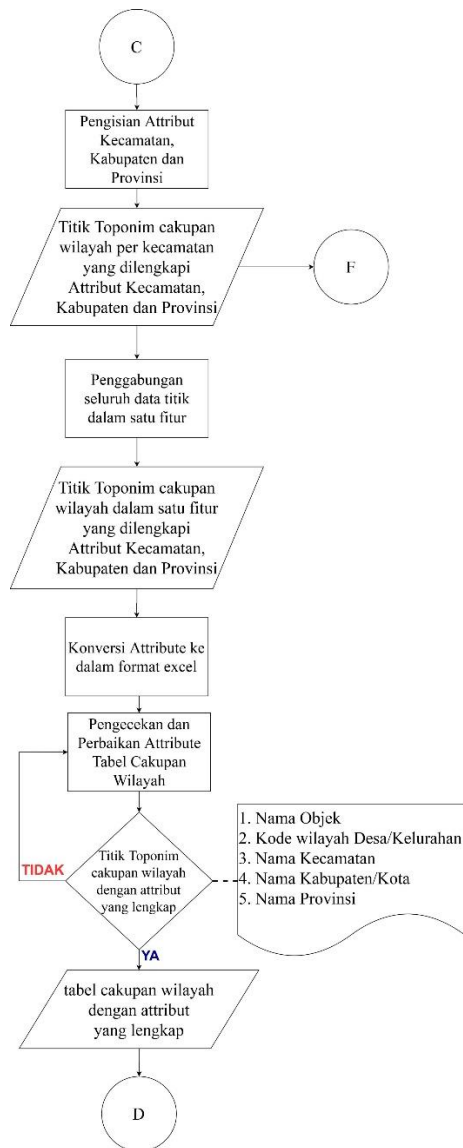 C
Pengisian Attribut
Kecamatan,
Kabupaten dan
Provinsi
Titik Toponim cakupan
wilayah per kecamatan
yang dilengkapi
Attribut Kecamatan,
Kabupaten dan Provinsi
F
Penggabungan
seluruh data titik
dalam satu fitur
Titik Toponim cakupan
wilayah dalam satu fitur
yang dilengkapi
Attribut Kecamatan,
Kabupaten dan Provinsi
Konversi Attribute ke
dalam format excel
Pengecekan dan
Perbaikan Attribute
Tabel Cakupan
Wilayah
Titik Toponim
cakupan wilayah
dengan attribut
yang lengkap
TIDAK
1. Nama Objek
2. Kode wilayah Desa/Kelurahan
3. Nama Kecamatan
4. Nama Kabupaten/Kota
5. Nama Provinsi
YA
tabel cakupan wilayah
dengan attribut
yang lengkap
D